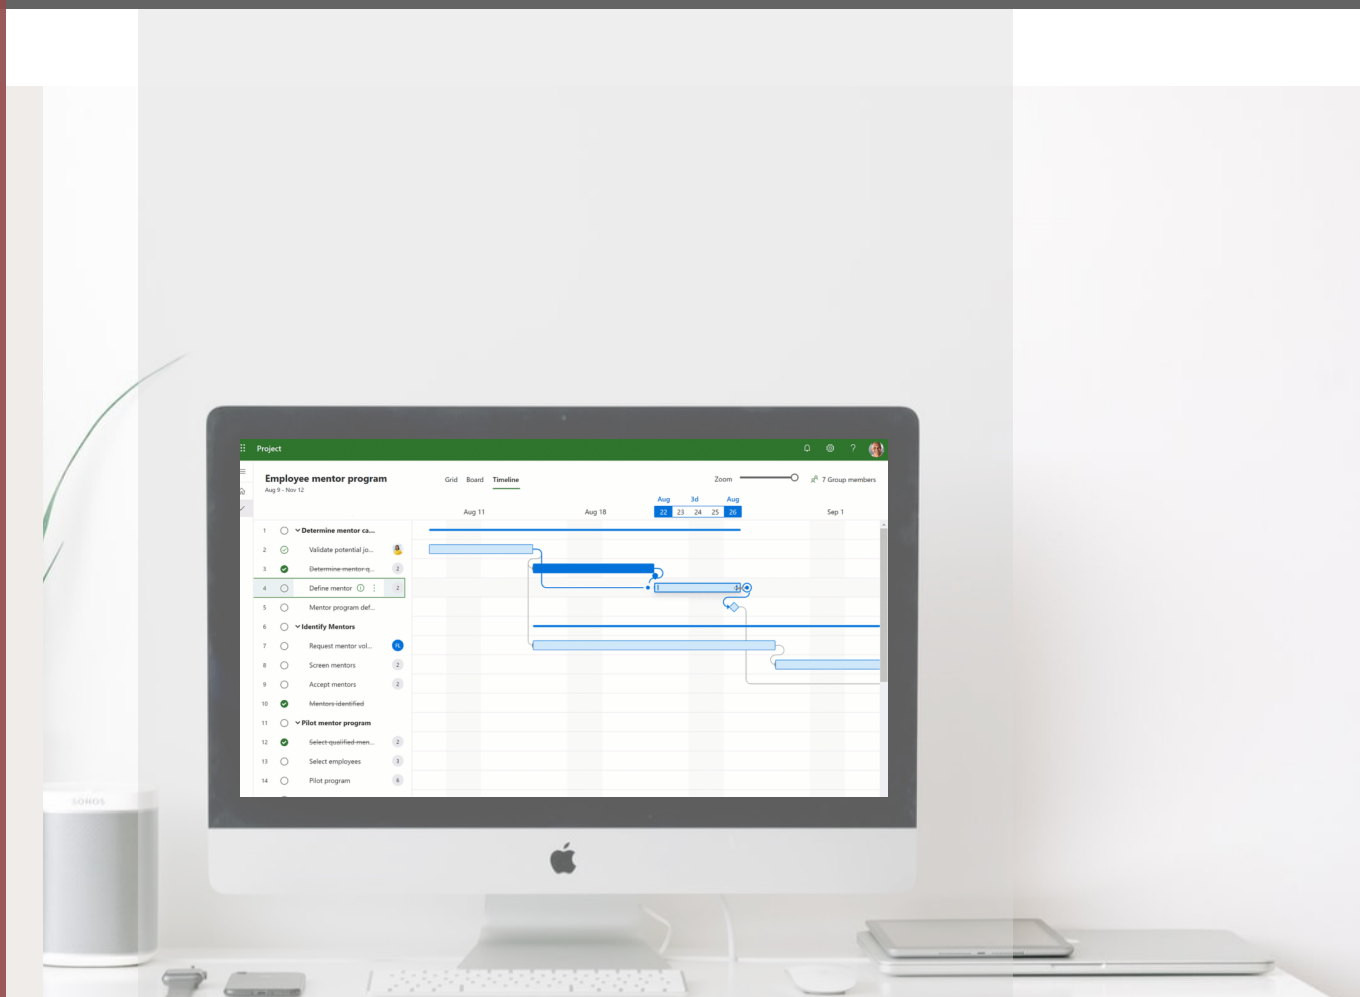 Project
?
Employee mentor program
Aug 9 - Nov 12
Grid Board Timeline
Zoom
7 Group members
Aug 3d Aug
Aug 11 Aug 18 22 23 24 25 26 Sep 1
1 Determine mentor ca...
2 Validate potential jo...
3 Determine mentor q... 2
4 Define mentor 2
5 Mentor program def...
6 Identify Mentors
7 Request mentor vol... FL
8 Screen mentors 2
9 Accept mentors 2
10 Mentors identified
11 Pilot mentor program
12 Select qualified men... 2
13 Select employees 3
14 Pilot program 6
SONOS